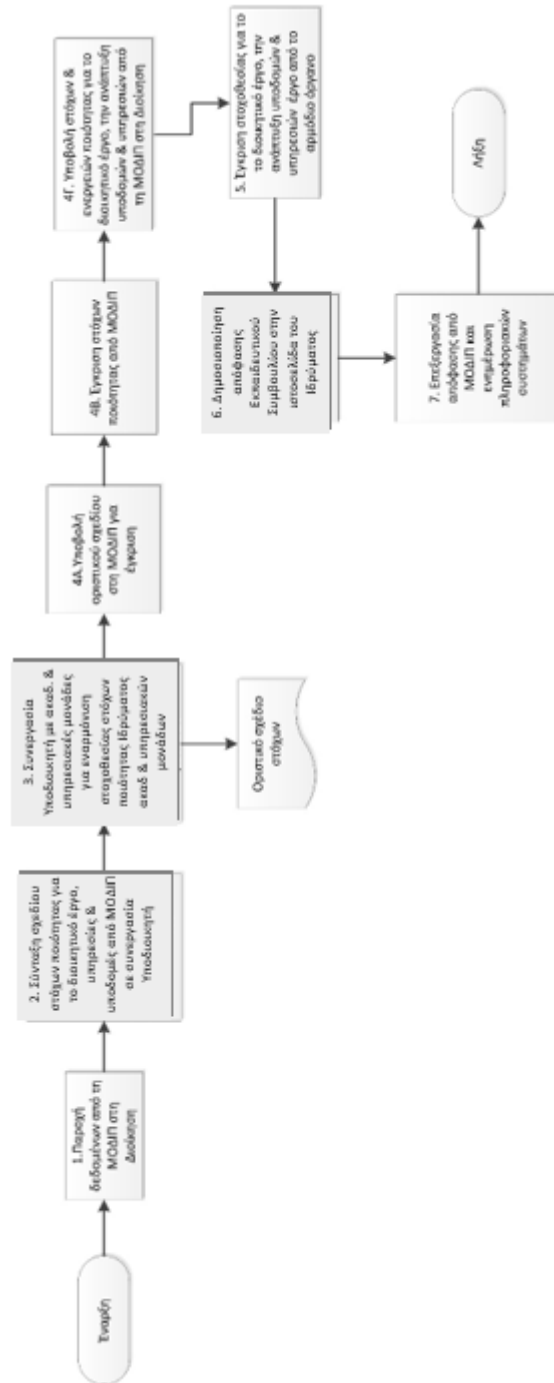 Έναρξη
1.Παροχή
δεδομένων από τη
ΜΟΔΙΠ στη
Διοίκηση
2. Σύνταξη σχεδίου
στόχων ποιότητας για
το διοικητικό έργο,
υπηρεσίες &
υποδομές από ΜΟΔΙΠ
σε συνεργασία
Υποδιοικητή
3. Συνεργασία
Υποδιοικητή με ακαδ. &
υπηρεσιακές μονάδες
για εναρμόνιση
στοχοθεσίας στόχων
ποιότητας Ιδρύματος
ακαδ & υπηρεσιακών
μονάδων
Οριστικό σχέδιο
στόχων
4Α.Υποβολή
οριστικού σχεδίου
στη ΜΟΔΙΠ για
έγκριση
4Β. Έγκριση στόχων
ποιότητας από ΜΟΔΙΠ
4Γ. Υποβολή στόχων &
ενεργειών ποιότητας για το
διοικητικό έργο, την ανάπτυξη
υποδομών & υπηρεσιών από
τη ΜΟΔΙΠ στη Διοίκηση
5. Έγκριση στοχοθεσίας για το
το διοικητικό έργο, την
ανάπτυξη υποδομών &
υπηρεσιών έργο από το
αρμόδιο όργανο
6. Δημοσιοποίηση
απόφασης
Εκπαιδευτικού
Συμβουλίου στην
ιστοσελίδα του
Ιδρύματος
7. Επεξεργασία
απόφασης από
ΜΟΔΙΠ και
ενημέρωση
πληροφοριακών
συστημάτων
Λήξη